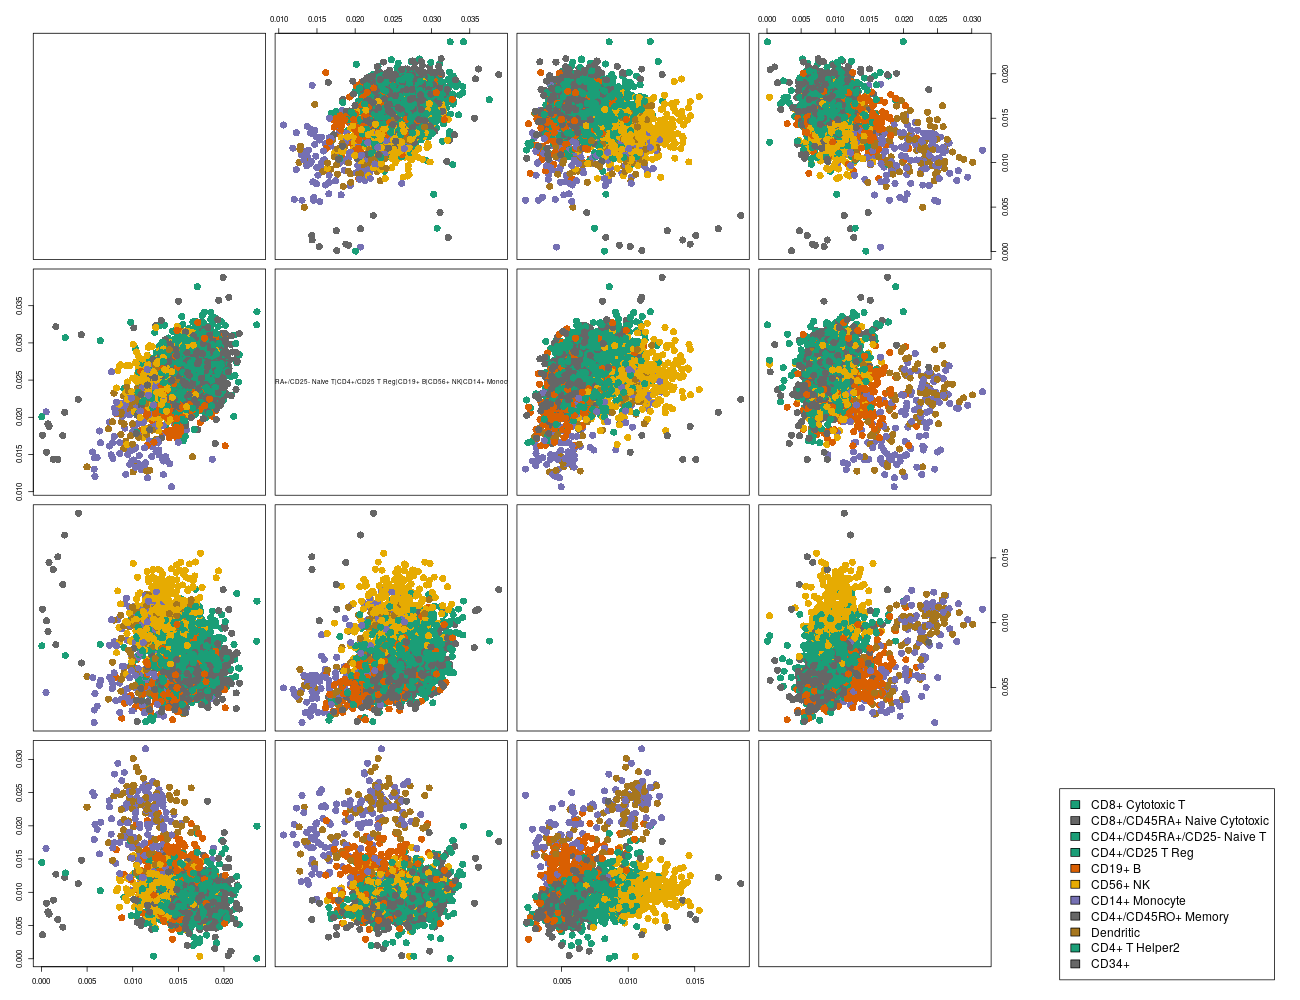 0.010 0.015 0.020 0.025 0.030 0.035
0.000 0.005 0.010 0.015 0.020 0.025 0.030
0.000 0.005 0.010 0.015 0.020
0.010 0.015 0.020 0.025 0.030 0.035
RA+/CD25- Naive T|CD4+/CD25 T Reg|CD19+ B|CD56+ NK|CD14+ Monoc
0.005 0.010 0.015
0.000 0.005 0.010 0.015 0.020 0.025 0.030
0.000 0.005 0.010 0.015 0.020
0.005 0.010 0.015
CD8+ Cytotoxic T
CD8+/CD45RA+ Naive Cytotoxic
CD4+/CD45RA+/CD25- Naive T
CD4+/CD25 T Reg
CD19+ B
CD56+ NK
CD14+ Monocyte
CD4+/CD45RO+ Memory
Dendritic
CD4+ T Helper2
CD34+